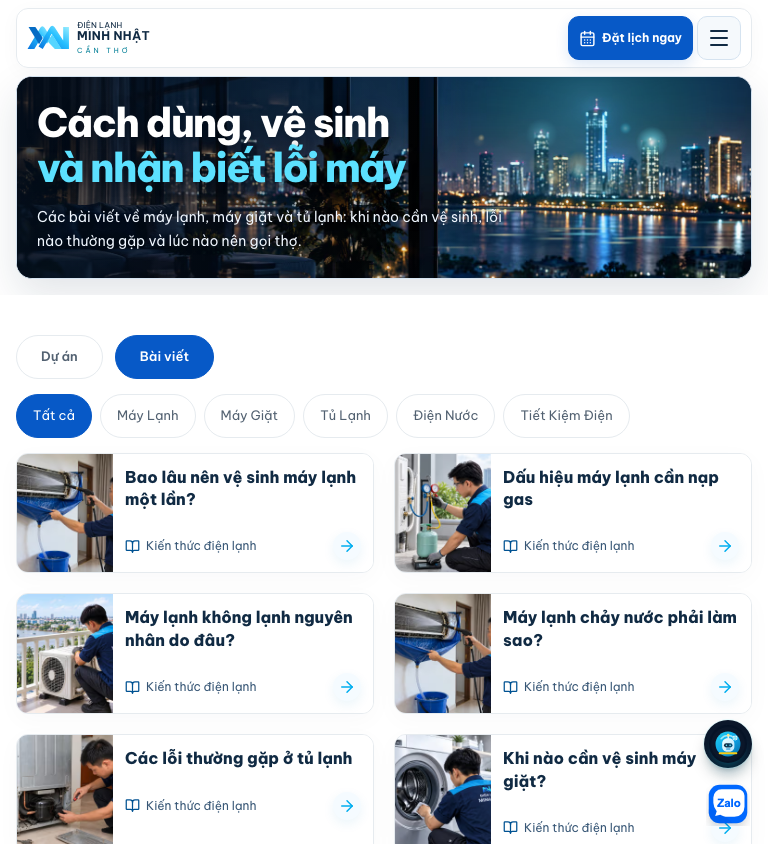 ĐIỆN LẠNH
MINH NHẬT
CẦN THƠ
Đặt lịch ngay
Cách dùng, vệ sinh
và nhận biết lỗi máy
Các bài viết về máy lạnh, máy giặt và tủ lạnh: khi nào cần vệ sinh, lỗi
nào thường gặp và lúc nào nên gọi thợ.
Dự án
Bài viết
Tất cả
Máy Lạnh
Máy Giặt
Tủ Lạnh
Điện Nước
Tiết Kiệm Điện
Bao lâu nên vệ sinh máy lạnh
một lần?
Kiến thức điện lạnh
Dấu hiệu máy lạnh cần nạp
gas
Kiến thức điện lạnh
Máy lạnh không lạnh nguyên
nhân do đâu?
Kiến thức điện lạnh
Máy lạnh chảy nước phải làm
sao?
Kiến thức điện lạnh
Các lỗi thường gặp ở tủ lạnh
Kiến thức điện lạnh
Khi nào cần vệ sinh máy
giặt?
Kiến thức điện lạnh
Zalo